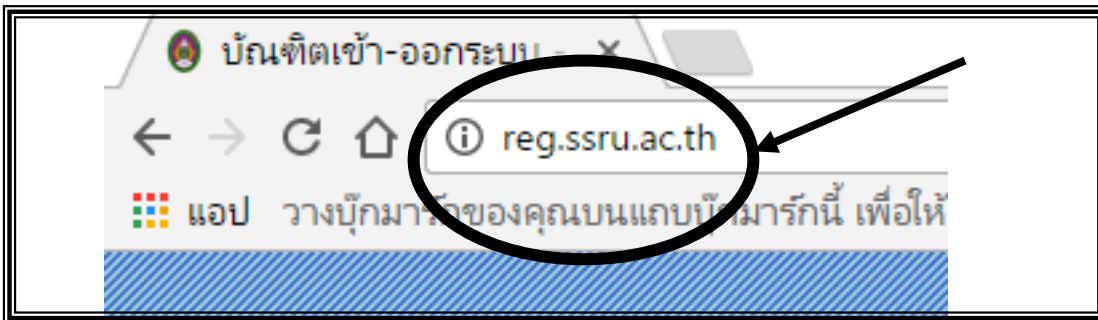 บัณฑิตเข้า-ออกระบบ -
reg.ssru.ac.th
แอป วางบุ๊กมาร์กของคุณบนแถบบุ๊กมาร์กนี้ เพื่อให้